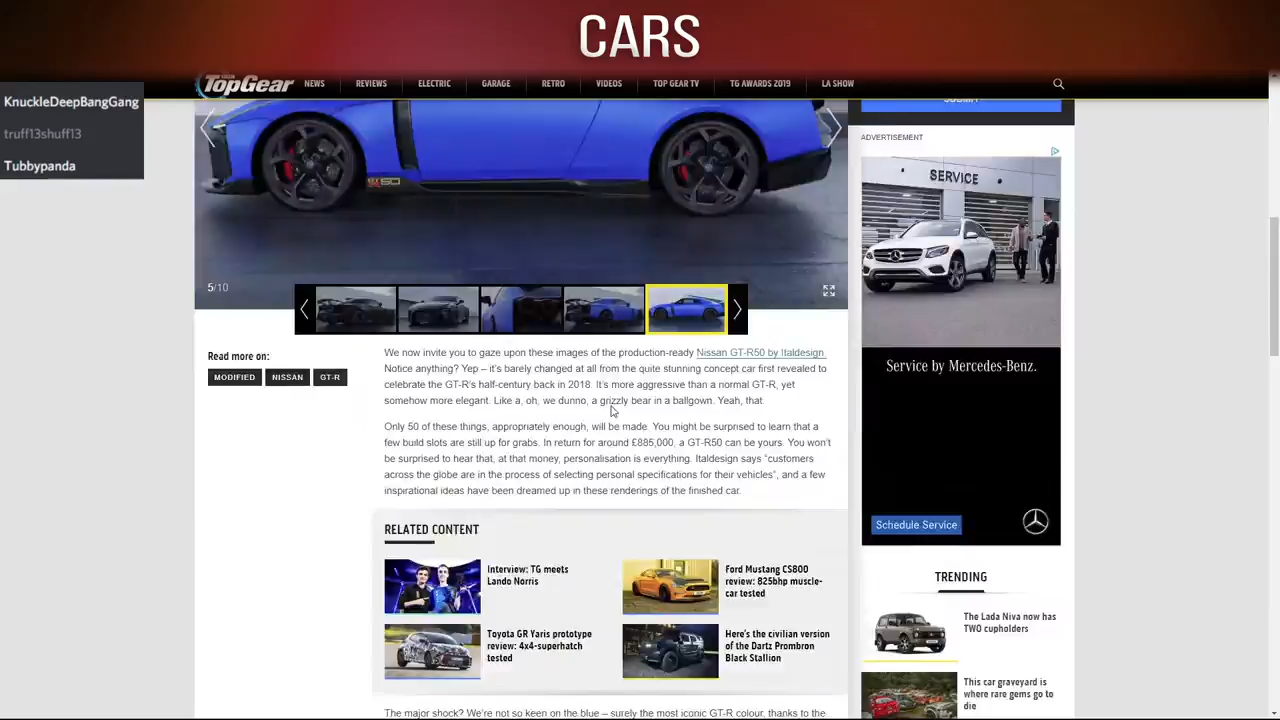 CARS
KnuckleDeepBangGang
truff13shuff13
Tubbypanda
TopGear
NEWS
REVIEWS
ELECTRIC
GARAGE
RETRO
VIDEOS
TOP GEAR TV
TG AWARDS 2019
LA SHOW
ADVERTISEMENT
SERVICE
5/10
Read more on:
MODIFIED
NISSAN
GT-R
We now invite you to gaze upon these images of the production-ready Nissan GT-R50 by Italdesign.
Notice anything? Yep – it's barely changed at all from the quite stunning concept car first revealed to
celebrate the GT-R's half-century back in 2018. It's more aggressive than a normal GT-R, yet
somehow more elegant. Like a, oh, we dunno, a grizzly bear in a ballgown. Yeah, that.
Only 50 of these things, appropriately enough, will be made. You might be surprised to learn that a
few build slots are still up for grabs. In return for around £885,000, a GT-R50 can be yours. You won't
be surprised to hear that, at that money, personalisation is everything. Italdesign says "customers
across the globe are in the process of selecting personal specifications for their vehicles", and a few
inspirational ideas have been dreamed up in these renderings of the finished car.
Service by Mercedes-Benz.
Schedule Service
RELATED CONTENT
Interview: TG meets
Lando Norris
Ford Mustang CS800
review: 825bhp muscle-
car tested
Toyota GR Yaris prototype
review: 4x4-superhatch
tested
Here's the civilian version
of the Dartz Prombron
Black Stallion
TRENDING
The Lada Niva now has
TWO cupholders
This car graveyard is
where rare gems go to
die
The major shock? We're not so keen on the blue – surely the most iconic GT-R colour, thanks to the